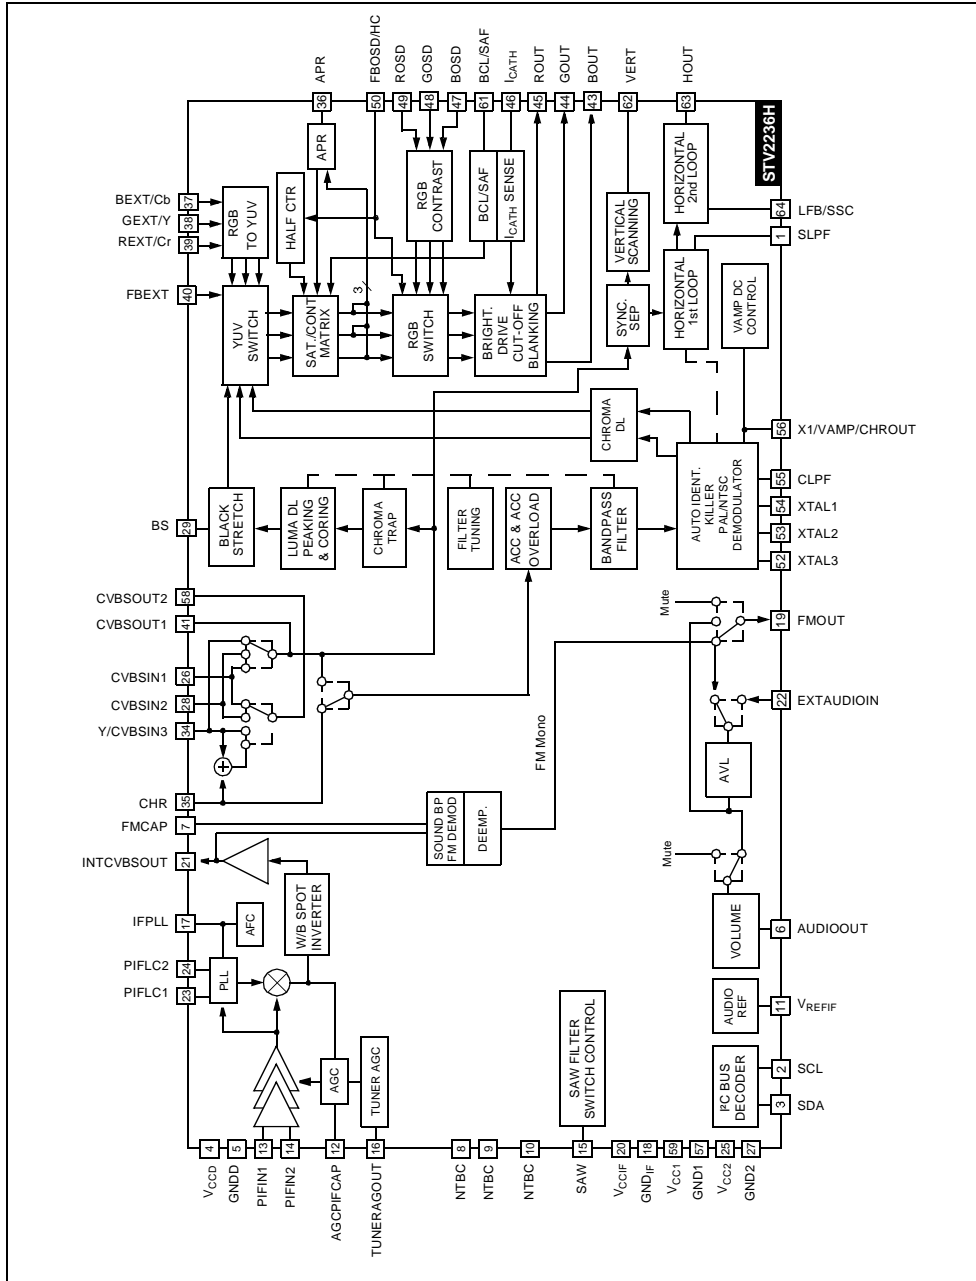 APR
FBOSD/HC
ROSD
GOSD
BOSD
BCL/SAF
ICATH
ROUT
GOUT
BOUT
VERT
HOUT
36
50
49
48
47
61
46
45
44
43
62
63
STV2236H
BEXT/Cb
37
GEXT/Y
38
REXT/Cr
39
FBEXT
40
RGB
TO YUV
HALF CTR
APR
RGB
CONTRAST
BCL/SAF
ICATH SENSE
VERTICAL
SCANNING
HORIZONTAL
2nd LOOP
64
LFB/SSC
1
SLPF
3
YUV
SWITCH
SAT./CONT
MATRIX
RGB
SWITCH
BRIGHT.
DRIVE
CUT-OFF
BLANKING
SYNC.
SEP
HORIZONTAL
1st LOOP
VAMP DC
CONTROL
CHROMA
DL
56
X1/VAMP/CHROUT
BS
29
BLACK
STRETCH
LUMA DL
PEAKING
& CORING
CHROMA
TRAP
FILTER
TUNING
ACC & ACC
OVERLOAD
BANDPASS
FILTER
AUTO IDENT.
KILLER
PAL/NTSC
DEMODULATOR
55
CLPF
54
XTAL1
53
XTAL2
52
XTAL3
CVBSOUT2
58
CVBSOUT1
41
CVBSIN1
26
CVBSIN2
28
Y/CVBSIN3
34
+
CHR
35
FMCAP
7
INTCVBSOUT
21
Mute
19
FMOUT
22
EXTAUDIOIN
FM Mono
AVL
SOUND BP
FM DEMOD
DEEMP.
Mute
IFPLL
17
AFC
W/B SPOT
INVERTER
VOLUME
6
AUDIOOUT
PIFLC2
24
PIFLC1
23
PLL
AUDIO
REF
11
VREFIF
AGC
TUNER AGC
SAW FILTER
SWITCH CONTROL
I²C BUS
DECODER
2
SCL
3
SDA
4
5
13
14
12
16
8
9
10
15
20
18
59
57
25
27
VCCD
GNDD
PIFIN1
PIFIN2
AGCPIFCAP
TUNERAGOUT
NTBC
NTBC
NTBC
SAW
VCCIF
GNDIF
VCC1
GND1
VCC2
GND2